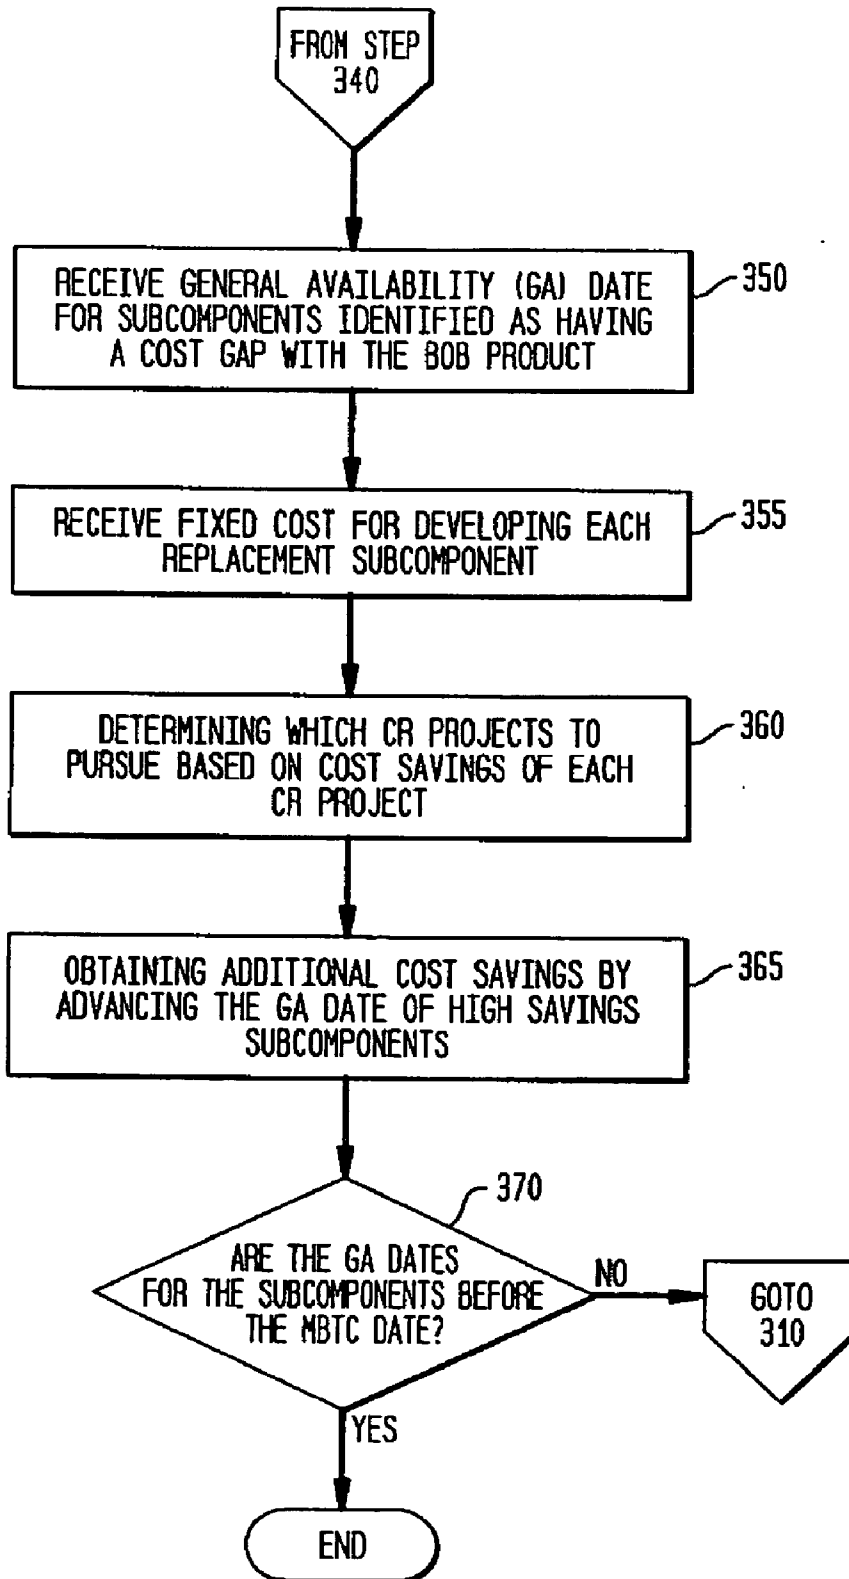 FROM STEP
340
RECEIVE GENERAL AVAILABILITY (GA) DATE
FOR SUBCOMPONENTS IDENTIFIED AS HAVING
A COST GAP WITH THE BOB PRODUCT
350
RECEIVE FIXED COST FOR DEVELOPING EACH
REPLACEMENT SUBCOMPONENT
355
DETERMINING WHICH CR PROJECTS TO
PURSUE BASED ON COST SAVINGS OF EACH
CR PROJECT
360
OBTAINING ADDITIONAL COST SAVINGS BY
ADVANCING THE GA DATE OF HIGH SAVINGS
SUBCOMPONENTS
365
370
ARE THE GA DATES
FOR THE SUBCOMPONENTS BEFORE
THE MBTC DATE?
NO
GOTO
310
YES
END